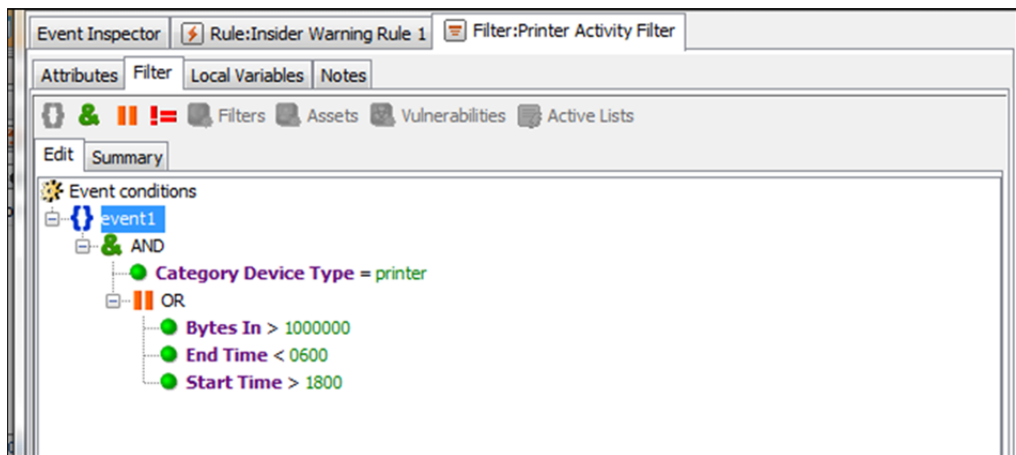 Event Inspector Rule:Insider Warning Rule 1 Filter:Printer Activity Filter
Attributes Filter Local Variables Notes
{} & || != Filters Assets Vulnerabilities Active Lists
Edit Summary
Event conditions
{} event1
& AND
Category Device Type = printer
|| OR
Bytes In > 1000000
End Time < 0600
Start Time > 1800